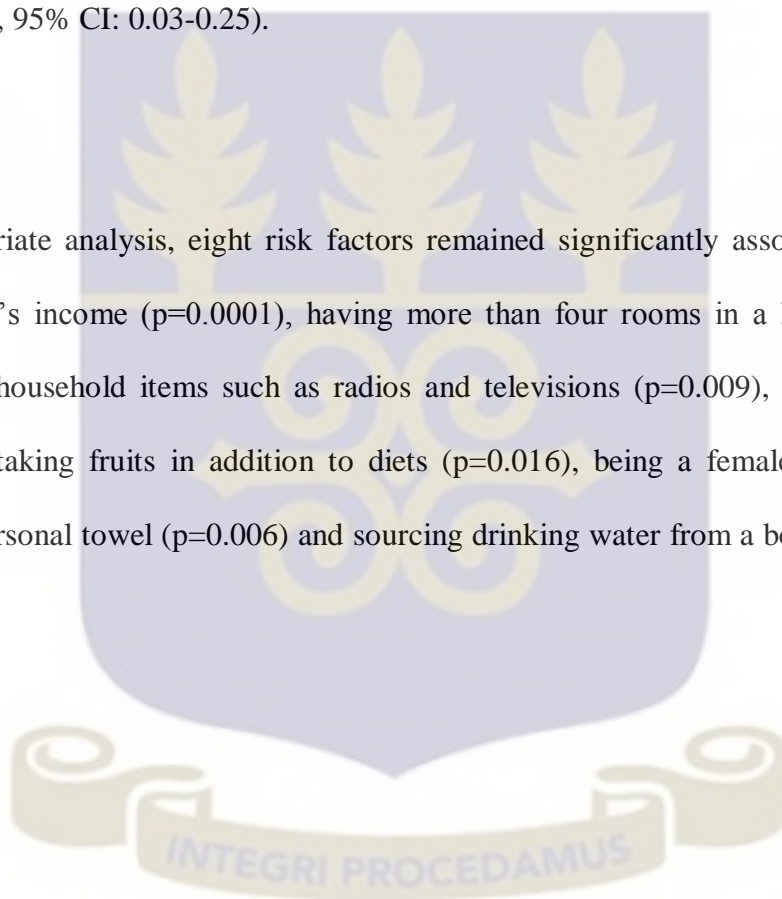 , 95% CI: 0.03-0.25).
riate analysis, eight risk factors remained significantly asso
's income (p=0.0001), having more than four rooms in a
household items such as radios and televisions (p=0.009),
taking fruits in addition to diets (p=0.016), being a female
rsonal towel (p=0.006) and sourcing drinking water from a bo
INTEGRI PROCEDAMUS